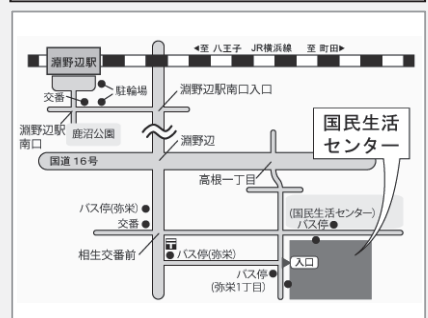 ◀至 八王子 JR横浜線 至 町田▶
淵野辺駅
駐輪場
交番
淵野辺駅南口入口
淵野辺駅
南口
鹿沼公園
淵野辺
国民生活
センター
国道16号
高根一丁目
バス停(弥栄)
(国民生活センター)
バス停
交番
相生交番前
バス停(弥栄)
入口
バス停
(弥栄1丁目)